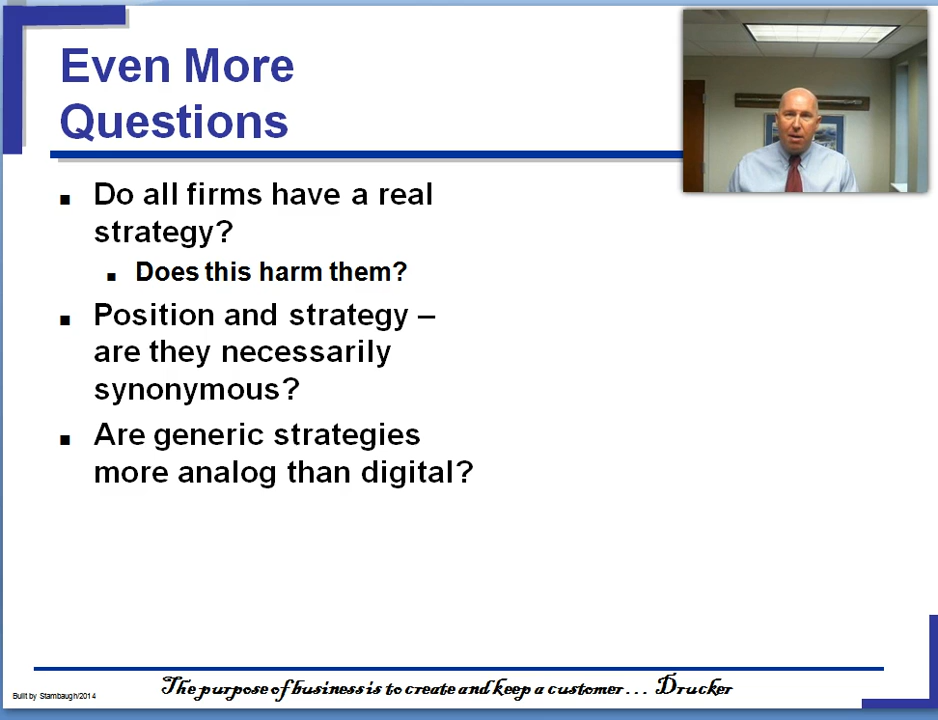 Even More
Questions
Do all firms have a real
strategy?
Does this harm them?
Position and strategy –
are they necessarily
synonymous?
Are generic strategies
more analog than digital?
Built by Stambaugh/2014
The purpose of business is to create and keep a customer . . . Drucker